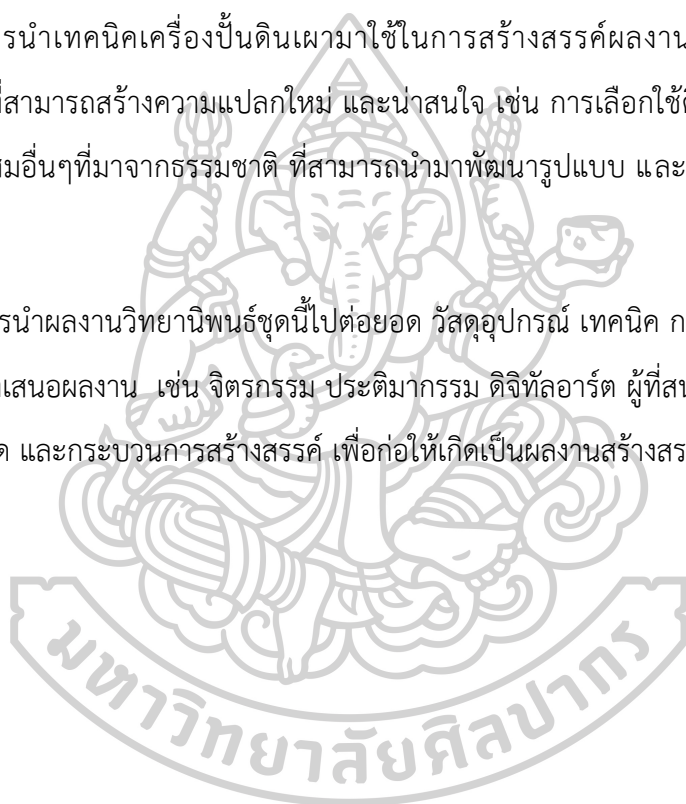 รนำเทคนิคเครื่องปั้นดินเผามาใช้ในการสร้างสรรค์ผลงาน
ที่สามารถสร้างความแปลกใหม่ และน่าสนใจ เช่น การเลือกใช้
สมอื่นๆที่มาจากธรรมชาติ ที่สามารถนำมาพัฒนารูปแบบ และ
รนำผลงานวิทยานิพนธ์ชุดนี้ไปต่อยอด วัสดุอุปกรณ์ เทคนิค ก
เสนอผลงาน เช่น จิตรกรรม ประติมากรรม ดิจิทัลอาร์ต ผู้ที่ส
ด และกระบวนการสร้างสรรค์ เพื่อก่อให้เกิดเป็นผลงานสร้างสร
มหาวิทยาลัยศิลปากร